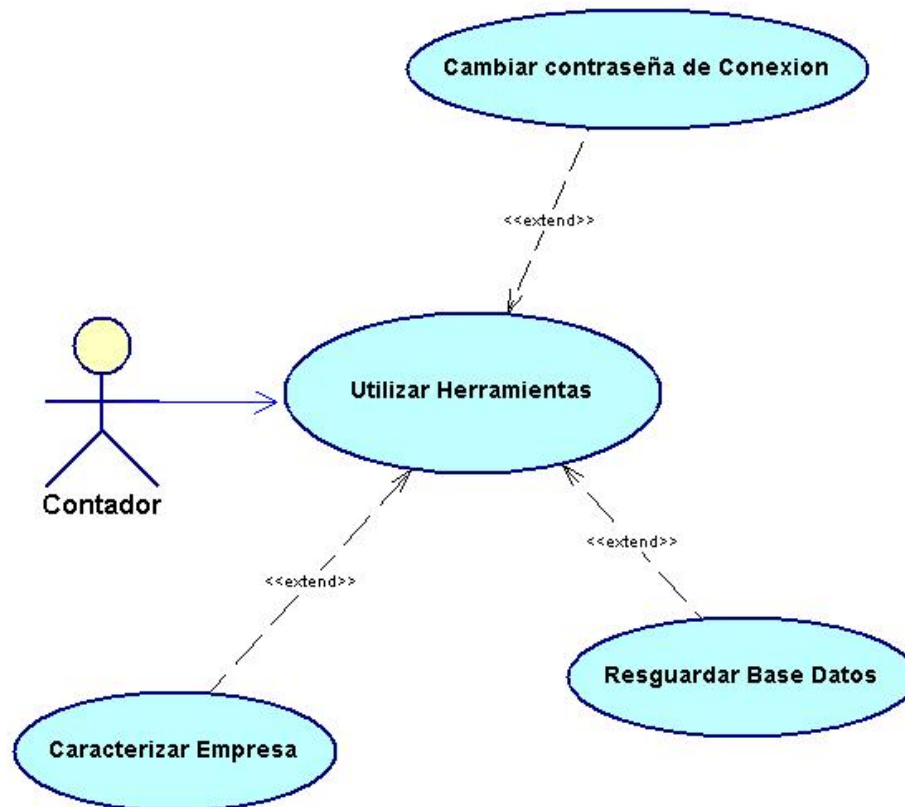 Cambiar contraseña de Conexion
<<extend>>
Utilizar Herramientas
Contador
<<extend>>
<<extend>>
Resguardar Base Datos
Caracterizar Empresa